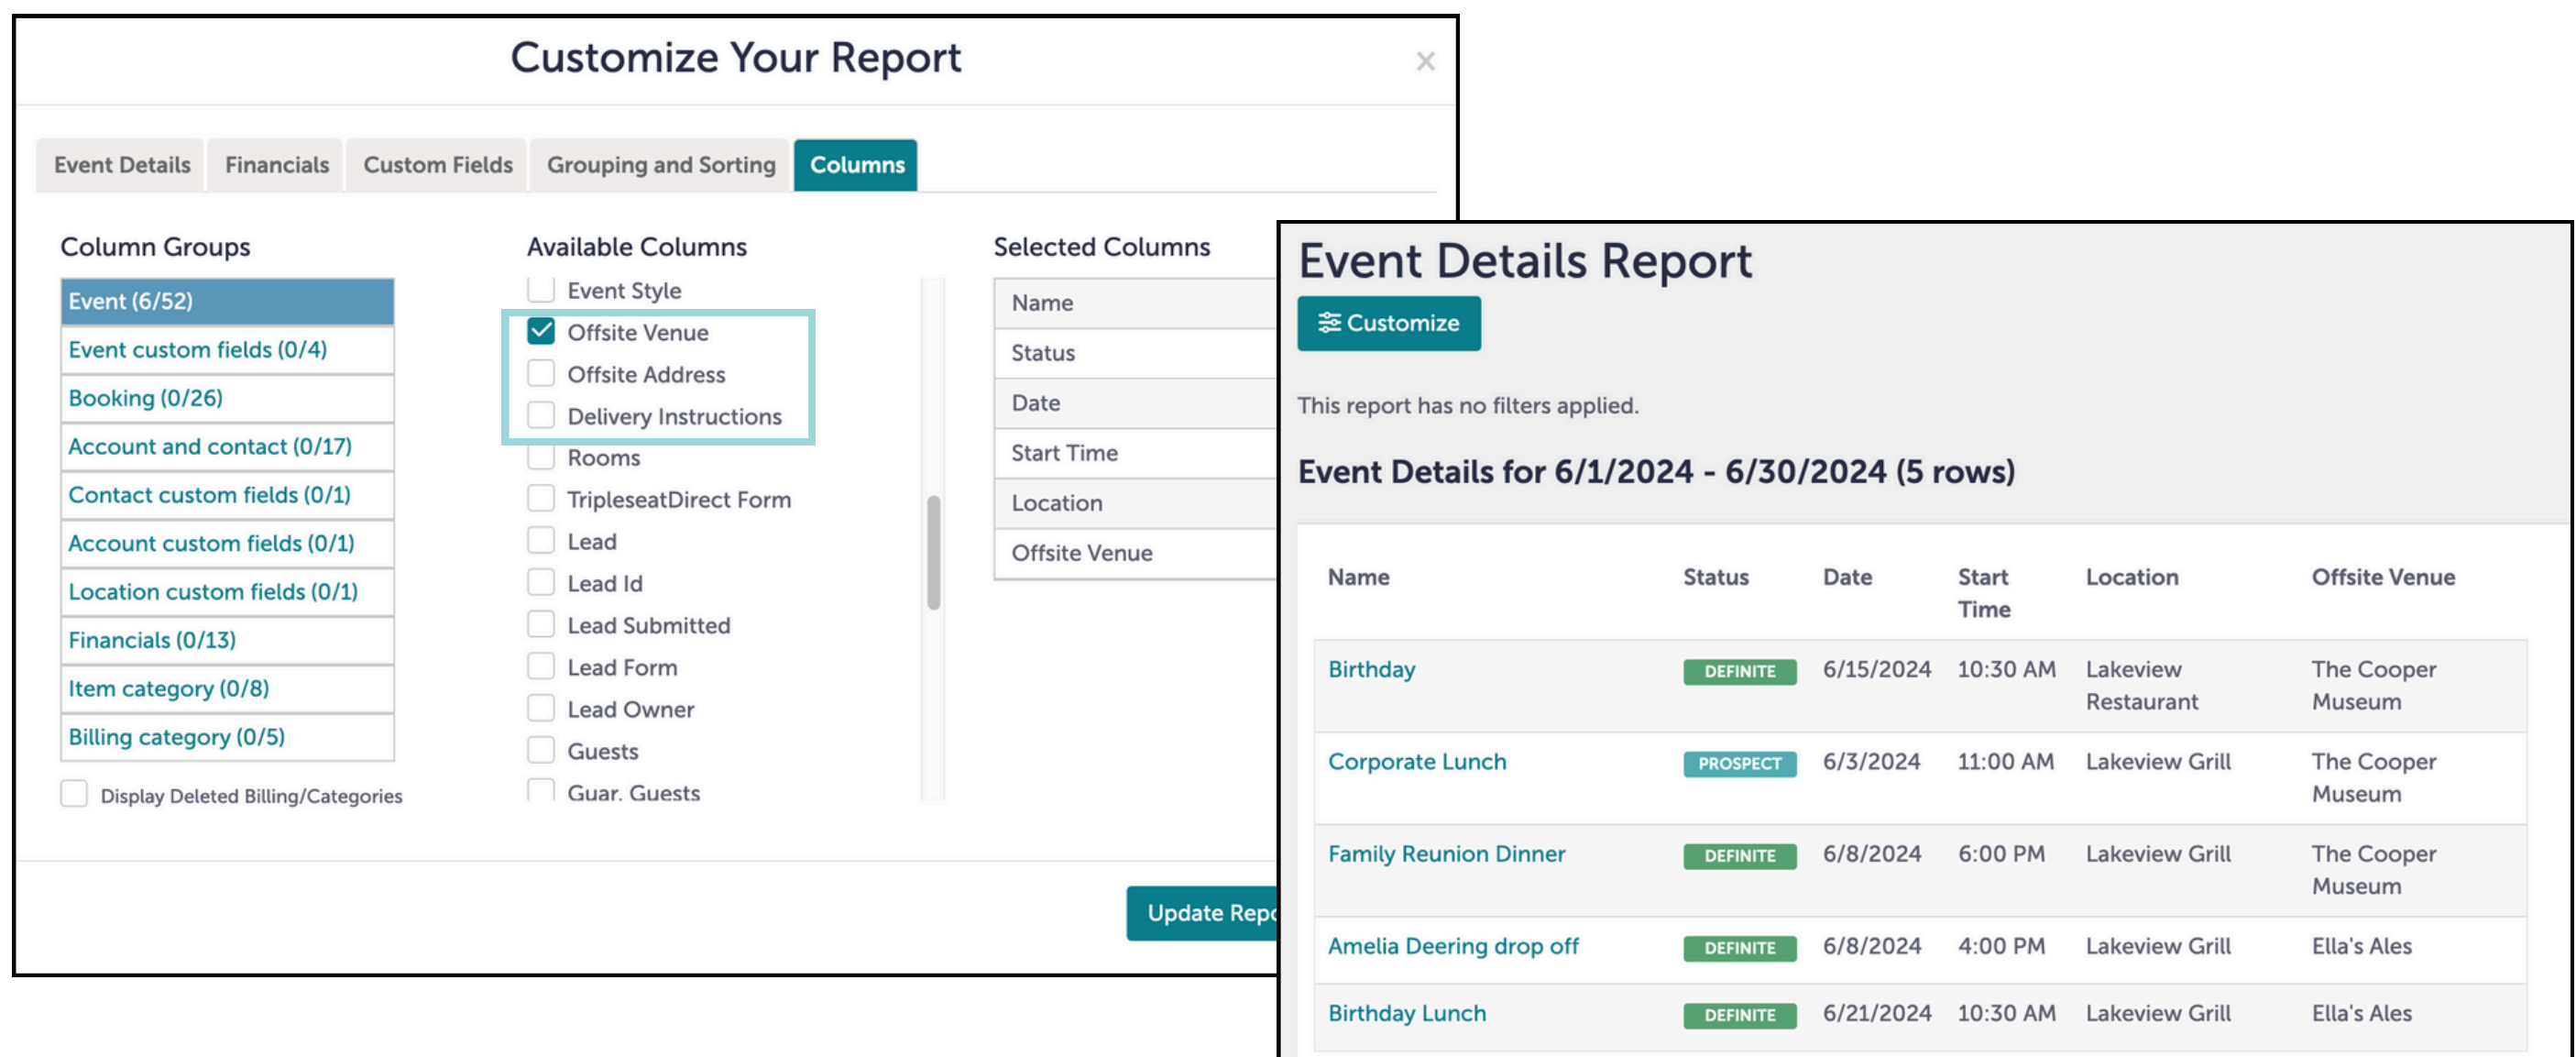 Customize Your Report
×
Event Details Financials Custom Fields Grouping and Sorting Columns
Column Groups
Event (6/52)
Event custom fields (0/4)
Booking (0/26)
Account and contact (0/17)
Contact custom fields (0/1)
Account custom fields (0/1)
Location custom fields (0/1)
Financials (0/13)
Item category (0/8)
Billing category (0/5)
Display Deleted Billing/Categories
Available Columns
Event Style
Offsite Venue
Offsite Address
Delivery Instructions
Rooms
TripleseatDirect Form
Lead
Lead Id
Lead Submitted
Lead Form
Lead Owner
Guests
Guar. Guests
Selected Columns
Name
Status
Date
Start Time
Location
Offsite Venue
Update Repo
Event Details Report
Customize
This report has no filters applied.
Event Details for 6/1/2024 - 6/30/2024 (5 rows)
Name Status Date Start Location Offsite Venue
Time
Birthday DEFINITE 6/15/2024 10:30 AM Lakeview The Cooper
Restaurant Museum
Corporate Lunch PROSPECT 6/3/2024 11:00 AM Lakeview Grill The Cooper
Museum
Family Reunion Dinner DEFINITE 6/8/2024 6:00 PM Lakeview Grill The Cooper
Museum
Amelia Deering drop off DEFINITE 6/8/2024 4:00 PM Lakeview Grill Ella's Ales
Birthday Lunch DEFINITE 6/21/2024 10:30 AM Lakeview Grill Ella's Ales